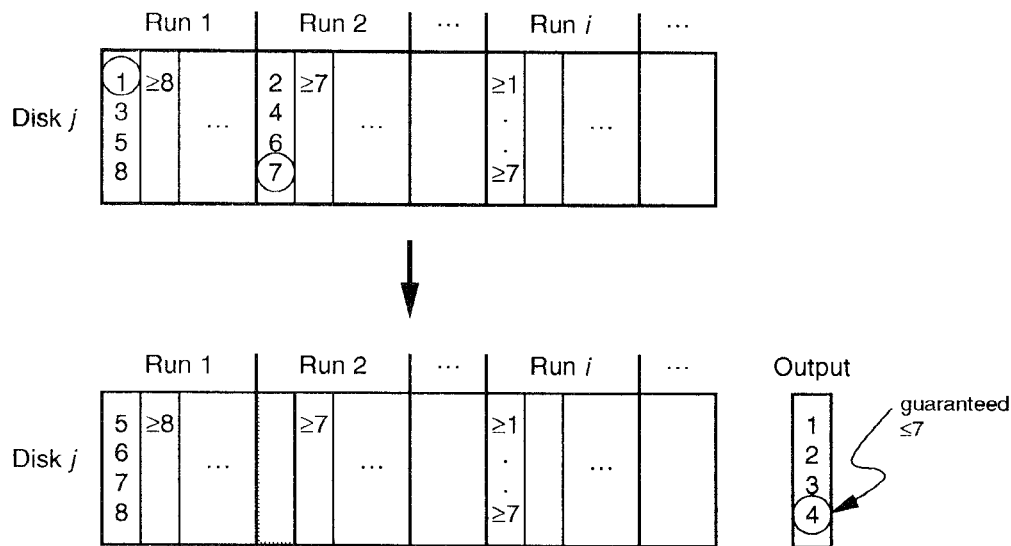 Run 1 Run 2 ... Run i ...
1 ≥8 2 ≥7 ≥1
Disk j 3 ... 4 ... . ...
5 6 .
8 7 ≥7
Run 1 Run 2 ... Run i ... Output
5 ≥8 ≥7 ≥1 1 guaranteed
Disk j 6 ... ... . ... 2 ≤7
7 . 3
8 ≥7 4